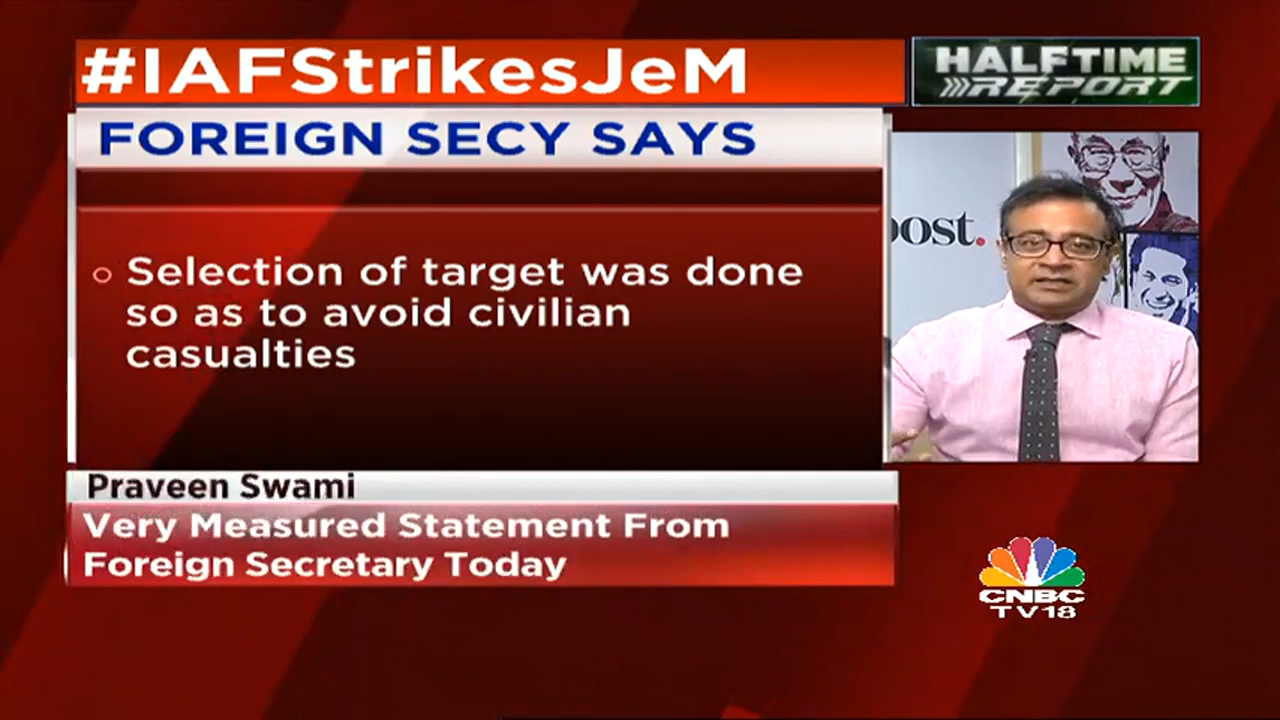 #IAFStrikesJeM
HALFTIME
REPORT
FOREIGN SECY SAYS
post.
Selection of target was done
so as to avoid civilian
casualties
Praveen Swami
Very Measured Statement From
Foreign Secretary Today
CNBC
TV18